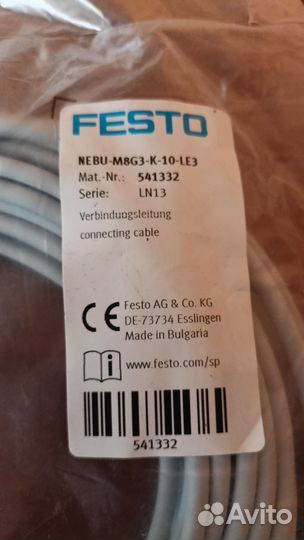 FESTO
NEBU-M8G3-K-10-LE3
Mat.-Nr.: 541332
Serie: LN13
Verbindungsleitung
connecting cable
CE
Festo AG & Co. KG
DE-73734 Esslingen
Made in Bulgaria
i
www.festo.com/sp
541332
Avito